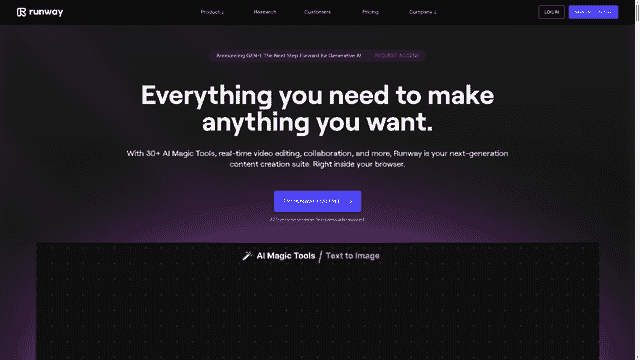 runway
Product ↓ Research Customers Pricing Company ↓
LOG IN
Announcing GEN-1: The Next Step Forward for Generative AI REQUEST ACCESS
Everything you need to make
anything you want.
With 30+ AI Magic Tools, real-time video editing, collaboration, and more, Runway is your next-generation
content creation suite. Right inside your browser.
AI Magic Tools / Text to Image